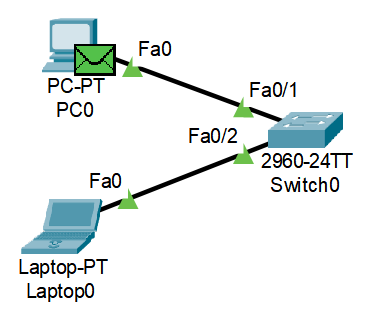 Fa0
PC-PT
PC0
Fa0/1
Fa0/2
2960-24TT
Switch0
Fa0
Laptop-PT
Laptop0